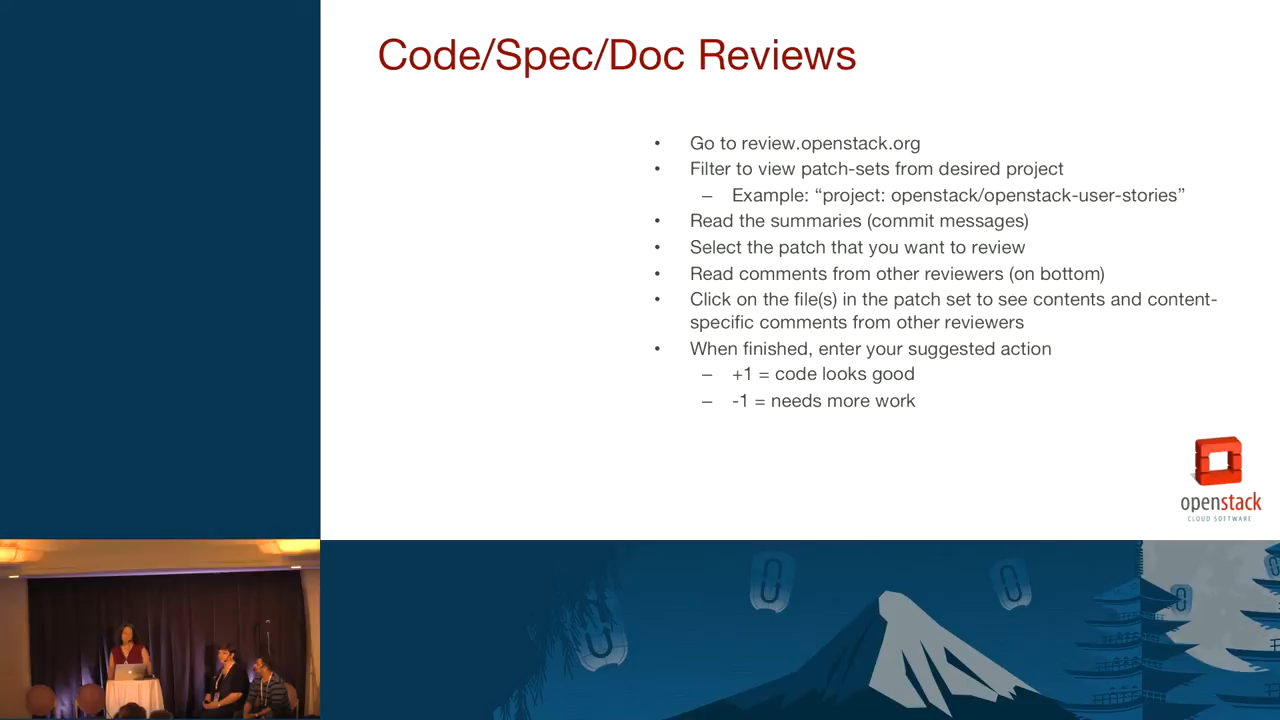 Code/Spec/Doc Reviews
• Go to review.openstack.org
• Filter to view patch-sets from desired project
– Example: “project: openstack/openstack-user-stories”
• Read the summaries (commit messages)
• Select the patch that you want to review
• Read comments from other reviewers (on bottom)
• Click on the file(s) in the patch set to see contents and content-
specific comments from other reviewers
• When finished, enter your suggested action
– +1 = code looks good
– -1 = needs more work
openstack
CLOUD SOFTWARE